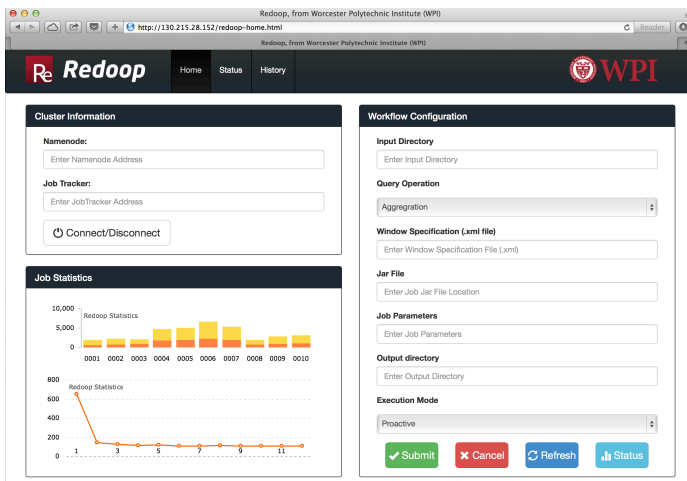 Redoop, from Worcester Polytechnic Institute (WPI)
http://130.215.28.152/redoop-home.html
Reader
Redoop, from Worcester Polytechnic Institute (WPI)
Re Redoop
Home Status History
WPI
Cluster Information
Namenode:
Enter Namenode Address
Job Tracker:
Enter JobTracker Address
Connect/Disconnect
Job Statistics
10,000
Redoop Statistics
5,000
0
0001 0002 0003 0004 0005 0006 0007 0008 0009 0010
800
Redoop Statistics
600
400
200
0
1 3 5 7 9 11
Workflow Configuration
Input Directory
Enter Input Directory
Query Operation
Aggregration
Window Specification (.xml file)
Enter Window Specification File (.xml)
Jar File
Enter Job Jar File Location
Job Parameters
Enter Job Parameters
Output directory
Enter Output Directory
Execution Mode
Proactive
Submit Cancel Refresh Status